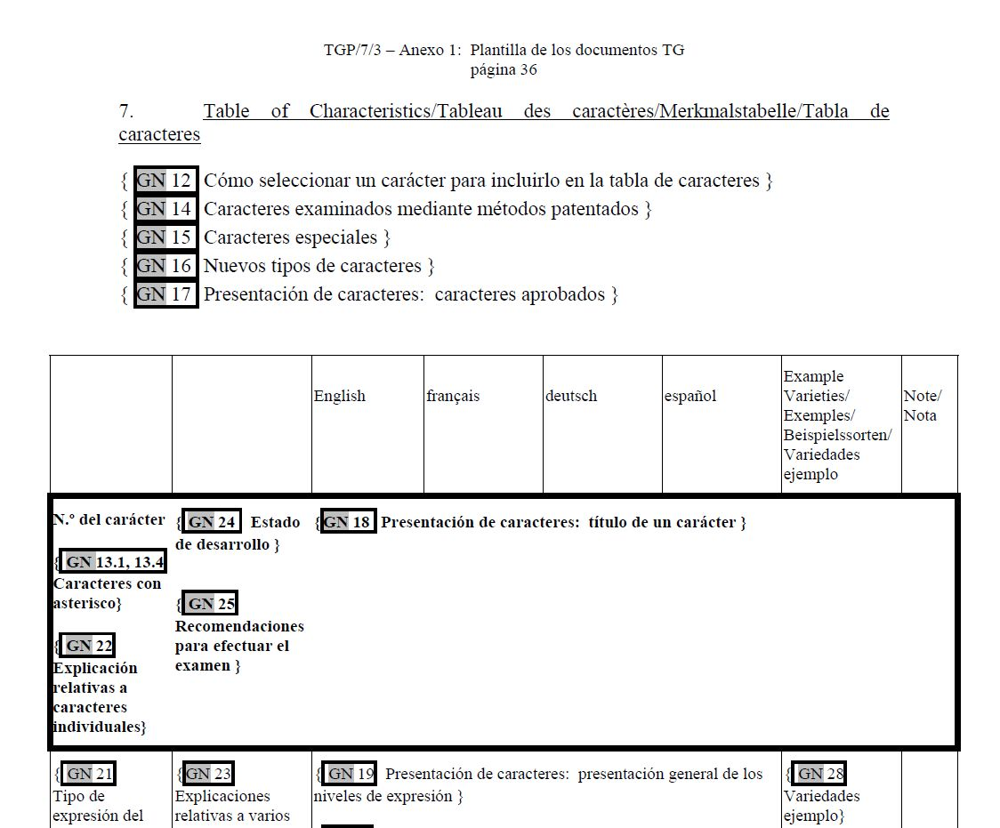 TGP/7/3 – Anexo 1: Plantilla de los documentos TG
página 36
7. Table of Characteristics/Tableau des caractères/Merkmalstabelle/Tabla de
caracteres
{ GN 12 Cómo seleccionar un carácter para incluirlo en la tabla de caracteres }
{ GN 14 Caracteres examinados mediante métodos patentados }
{ GN 15 Caracteres especiales }
{ GN 16 Nuevos tipos de caracteres }
{ GN 17 Presentación de caracteres: caracteres aprobados }
English
français
deutsch
español
Example
Varieties/
Exemples/
Beispielssorten/
Variedades
ejemplo
Note/
Nota
N.º del carácter
{ GN 13.1, 13.4
Caracteres con
asterisco}
{ GN 22
Explicación
relativas a
caracteres
individuales}
{ GN 24 Estado
de desarrollo }
{ GN 25
Recomendaciones
para efectuar el
examen }
{GN 18 Presentación de caracteres: título de un carácter }
{ GN 21
Tipo de
expresión del
{GN 23
Explicaciones
relativas a varios
{ GN 19 Presentación de caracteres: presentación general de los
niveles de expresión }
{ GN 28
Variedades
ejemplo}